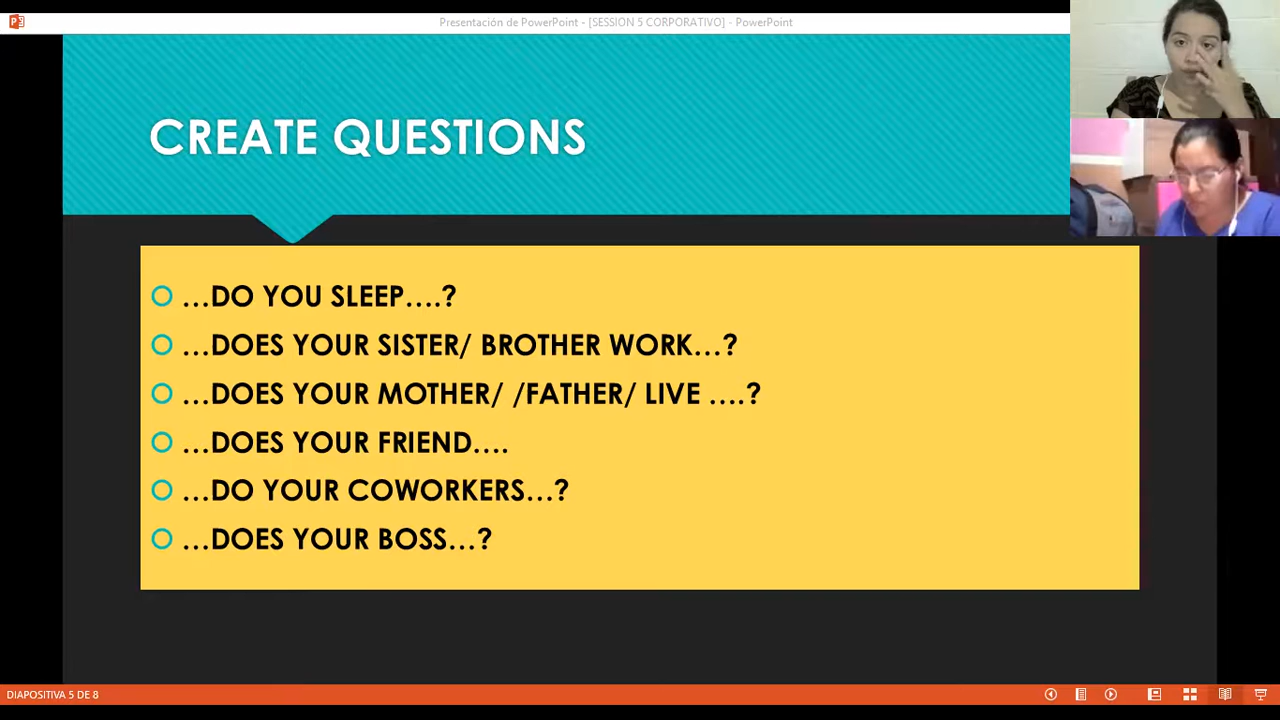 Presentación de PowerPoint - [SESSION 5 CORPORATIVO] - PowerPoint
CREATE QUESTIONS
…DO YOU SLEEP….?
…DOES YOUR SISTER/ BROTHER WORK…?
…DOES YOUR MOTHER/ /FATHER/ LIVE ….?
…DOES YOUR FRIEND….
…DO YOUR COWORKERS…?
…DOES YOUR BOSS…?
DIAPOSITIVA 5 DE 8